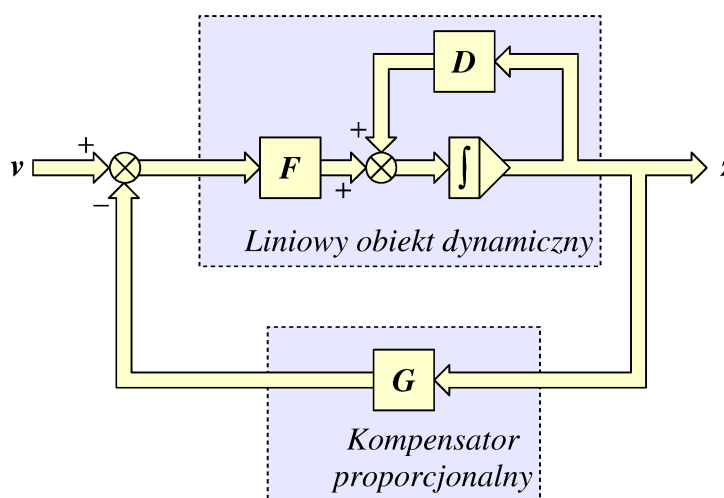 D
+
+
v
F
+
∫
−
Liniowy obiekt dynamiczny
G
Kompensator
proporcjonalny